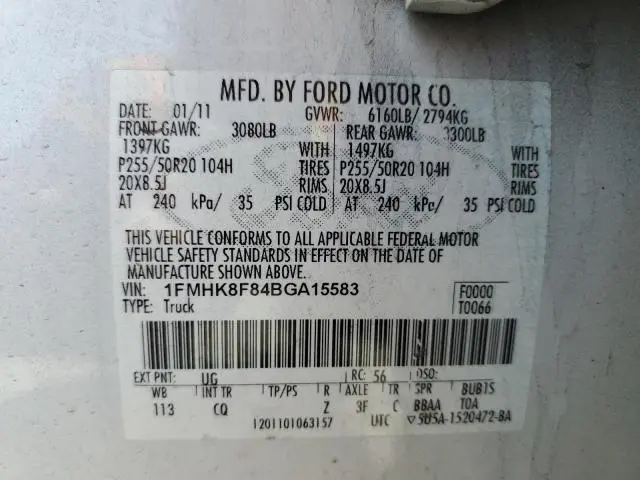 MFD. BY FORD MOTOR CO.
DATE: 01/11 GVWR: 6160LB/ 2794KG
FRONT GAWR: 3080LB REAR GAWR: 3300LB
1397KG WITH 1497KG WITH
P255/50R20 104H TIRES P255/50R20 104H TIRES
20X8.5J RIMS 20X8.5J RIMS
AT 240 kPa/ 35 PSI COLD AT 240 kPa/ 35 PSI COLD
THIS VEHICLE CONFORMS TO ALL APPLICABLE FEDERAL MOTOR
VEHICLE SAFETY STANDARDS IN EFFECT ON THE DATE OF
MANUFACTURE SHOWN ABOVE.
VIN: 1FMHK8F84BGA15583 F0000
TYPE: Truck T0066
EXT PNT: UG RC: 56 DSO:
WB INT TR TP/PS R AXLE TR SPR BUB15
113 CQ Z 3F C BBAA TOA
1201101063157 UTC ▽5U5A-1520472-BA